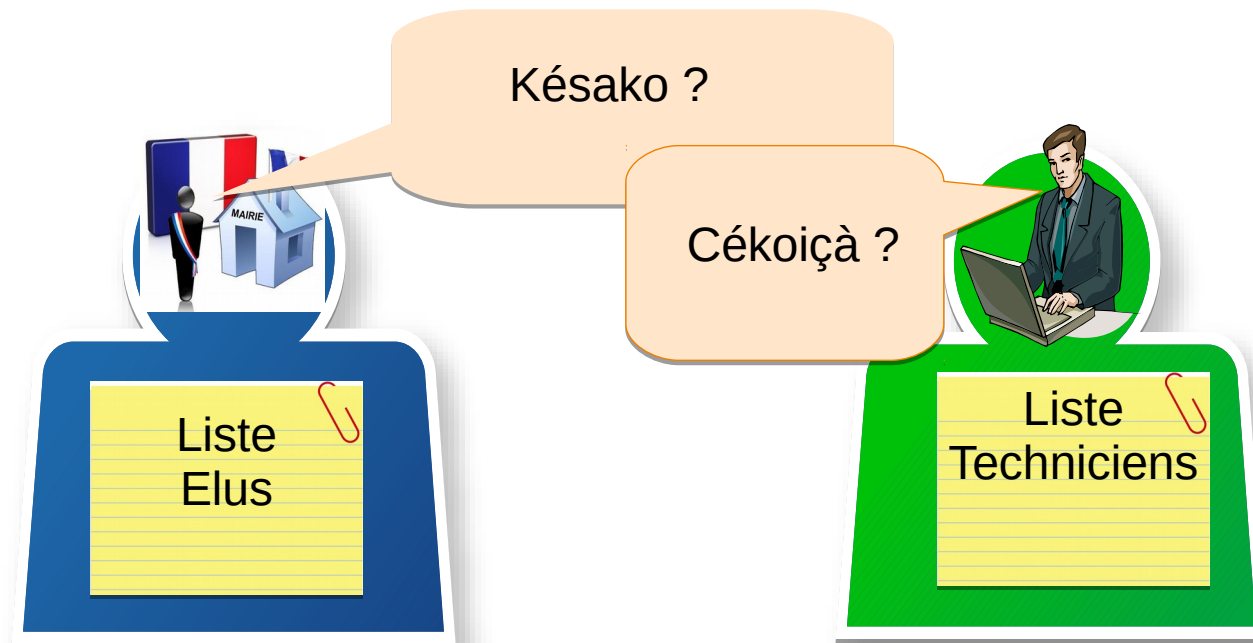 Késako ?
Cékoiçà ?
MAIRIE
Liste
Elus
Liste
Techniciens